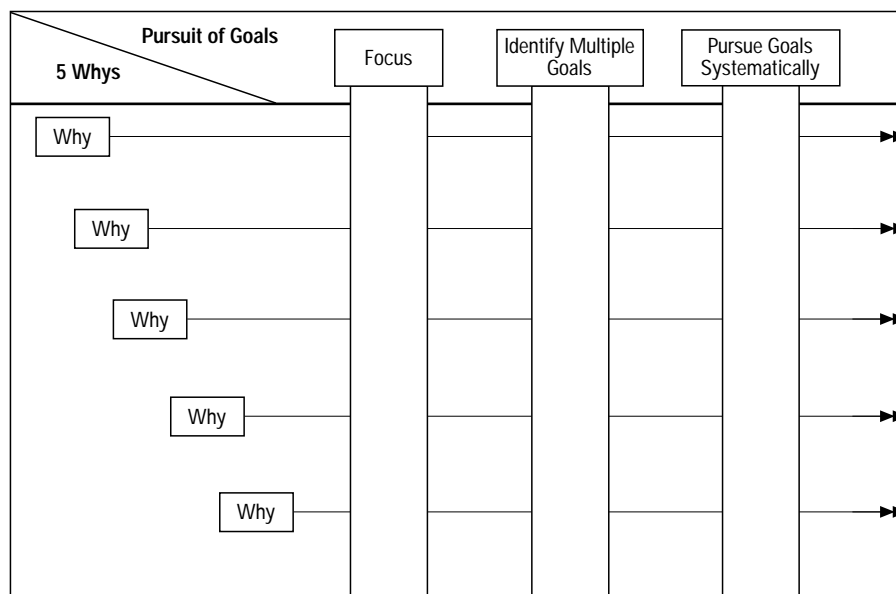 Pursuit of Goals
5 Whys
Focus
Identify Multiple
Goals
Pursue Goals
Systematically
Why
Why
Why
Why
Why